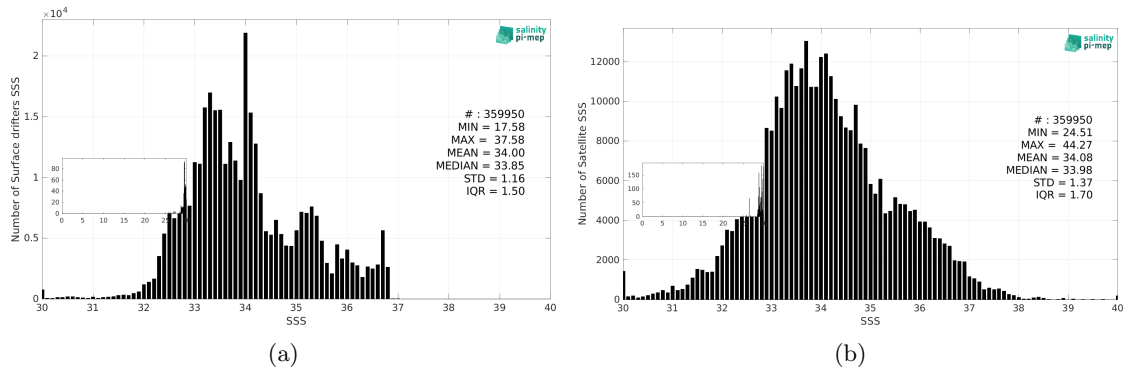 ×10⁴
salinity
pi-mep
2
1.5
1
0.5
0
Number of Surface drifters SSS
# : 359950
MIN = 17.58
MAX = 37.58
MEAN = 34.00
MEDIAN = 33.85
STD = 1.16
IQR = 1.50
80
60
40
20
0
0 5 10 15 20 25
30 31 32 33 34 35 36 37 38 39 40
SSS
(a)
salinity
pi-mep
12000
10000
8000
6000
4000
2000
0
Number of Satellite SSS
# : 359950
MIN = 24.51
MAX = 44.27
MEAN = 34.08
MEDIAN = 33.98
STD = 1.37
IQR = 1.70
150
100
50
0
0 5 10 15 20
30 31 32 33 34 35 36 37 38 39 40
SSS
(b)